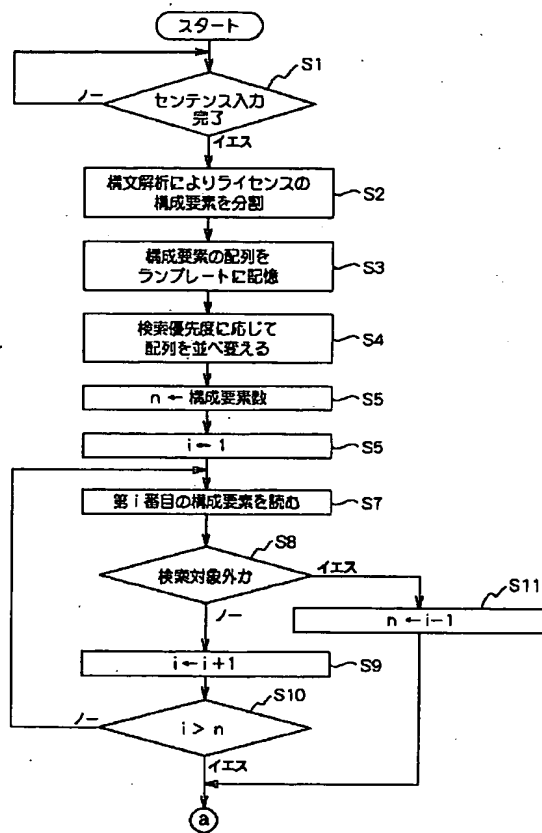 スタート
S1
センテンス入力
完了
ノー
イエス
構文解析によりライセンスの
構成要素を分割
S2
構成要素の配列を
ランプレートに記憶
S3
検索優先度に応じて
配列を並べ変える
S4
n ← 構成要素数
S5
i ← 1
S6
第 i 番目の構成要素を読む
S7
S8
検索対象外か
イエス
ノー
S11
n ← i-1
i ← i+1
S9
S10
i > n
ノー
イエス
a